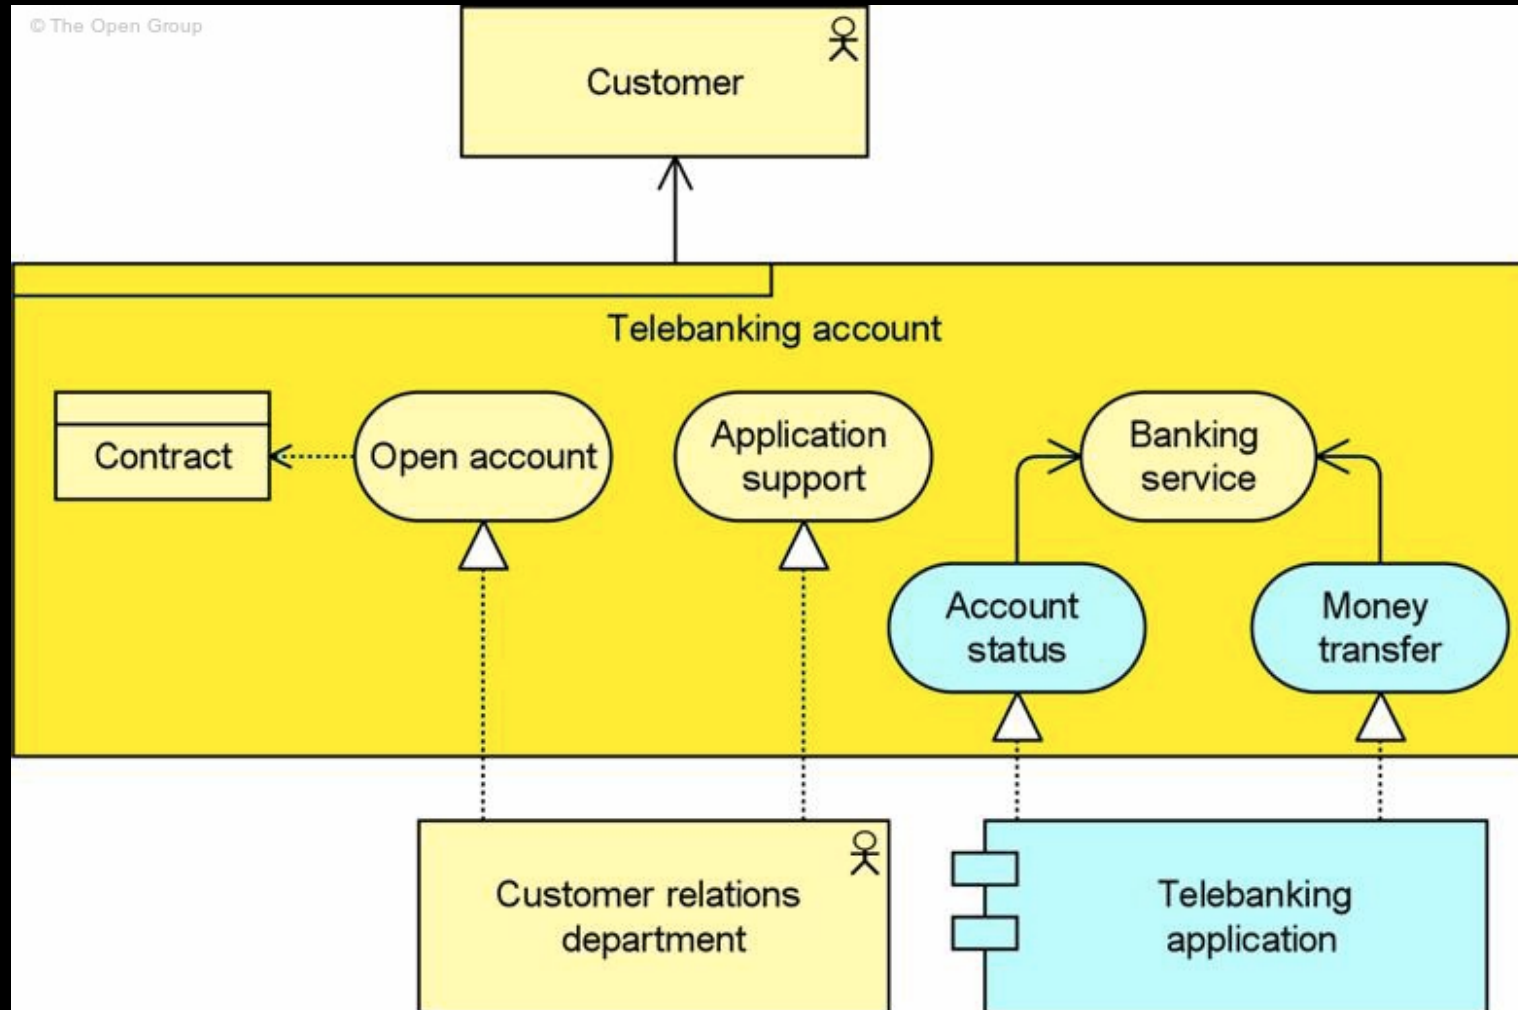 © The Open Group
Customer
Telebanking account
Contract
Open account
Application
support
Banking
service
Account
status
Money
transfer
Customer relations
department
Telebanking
application